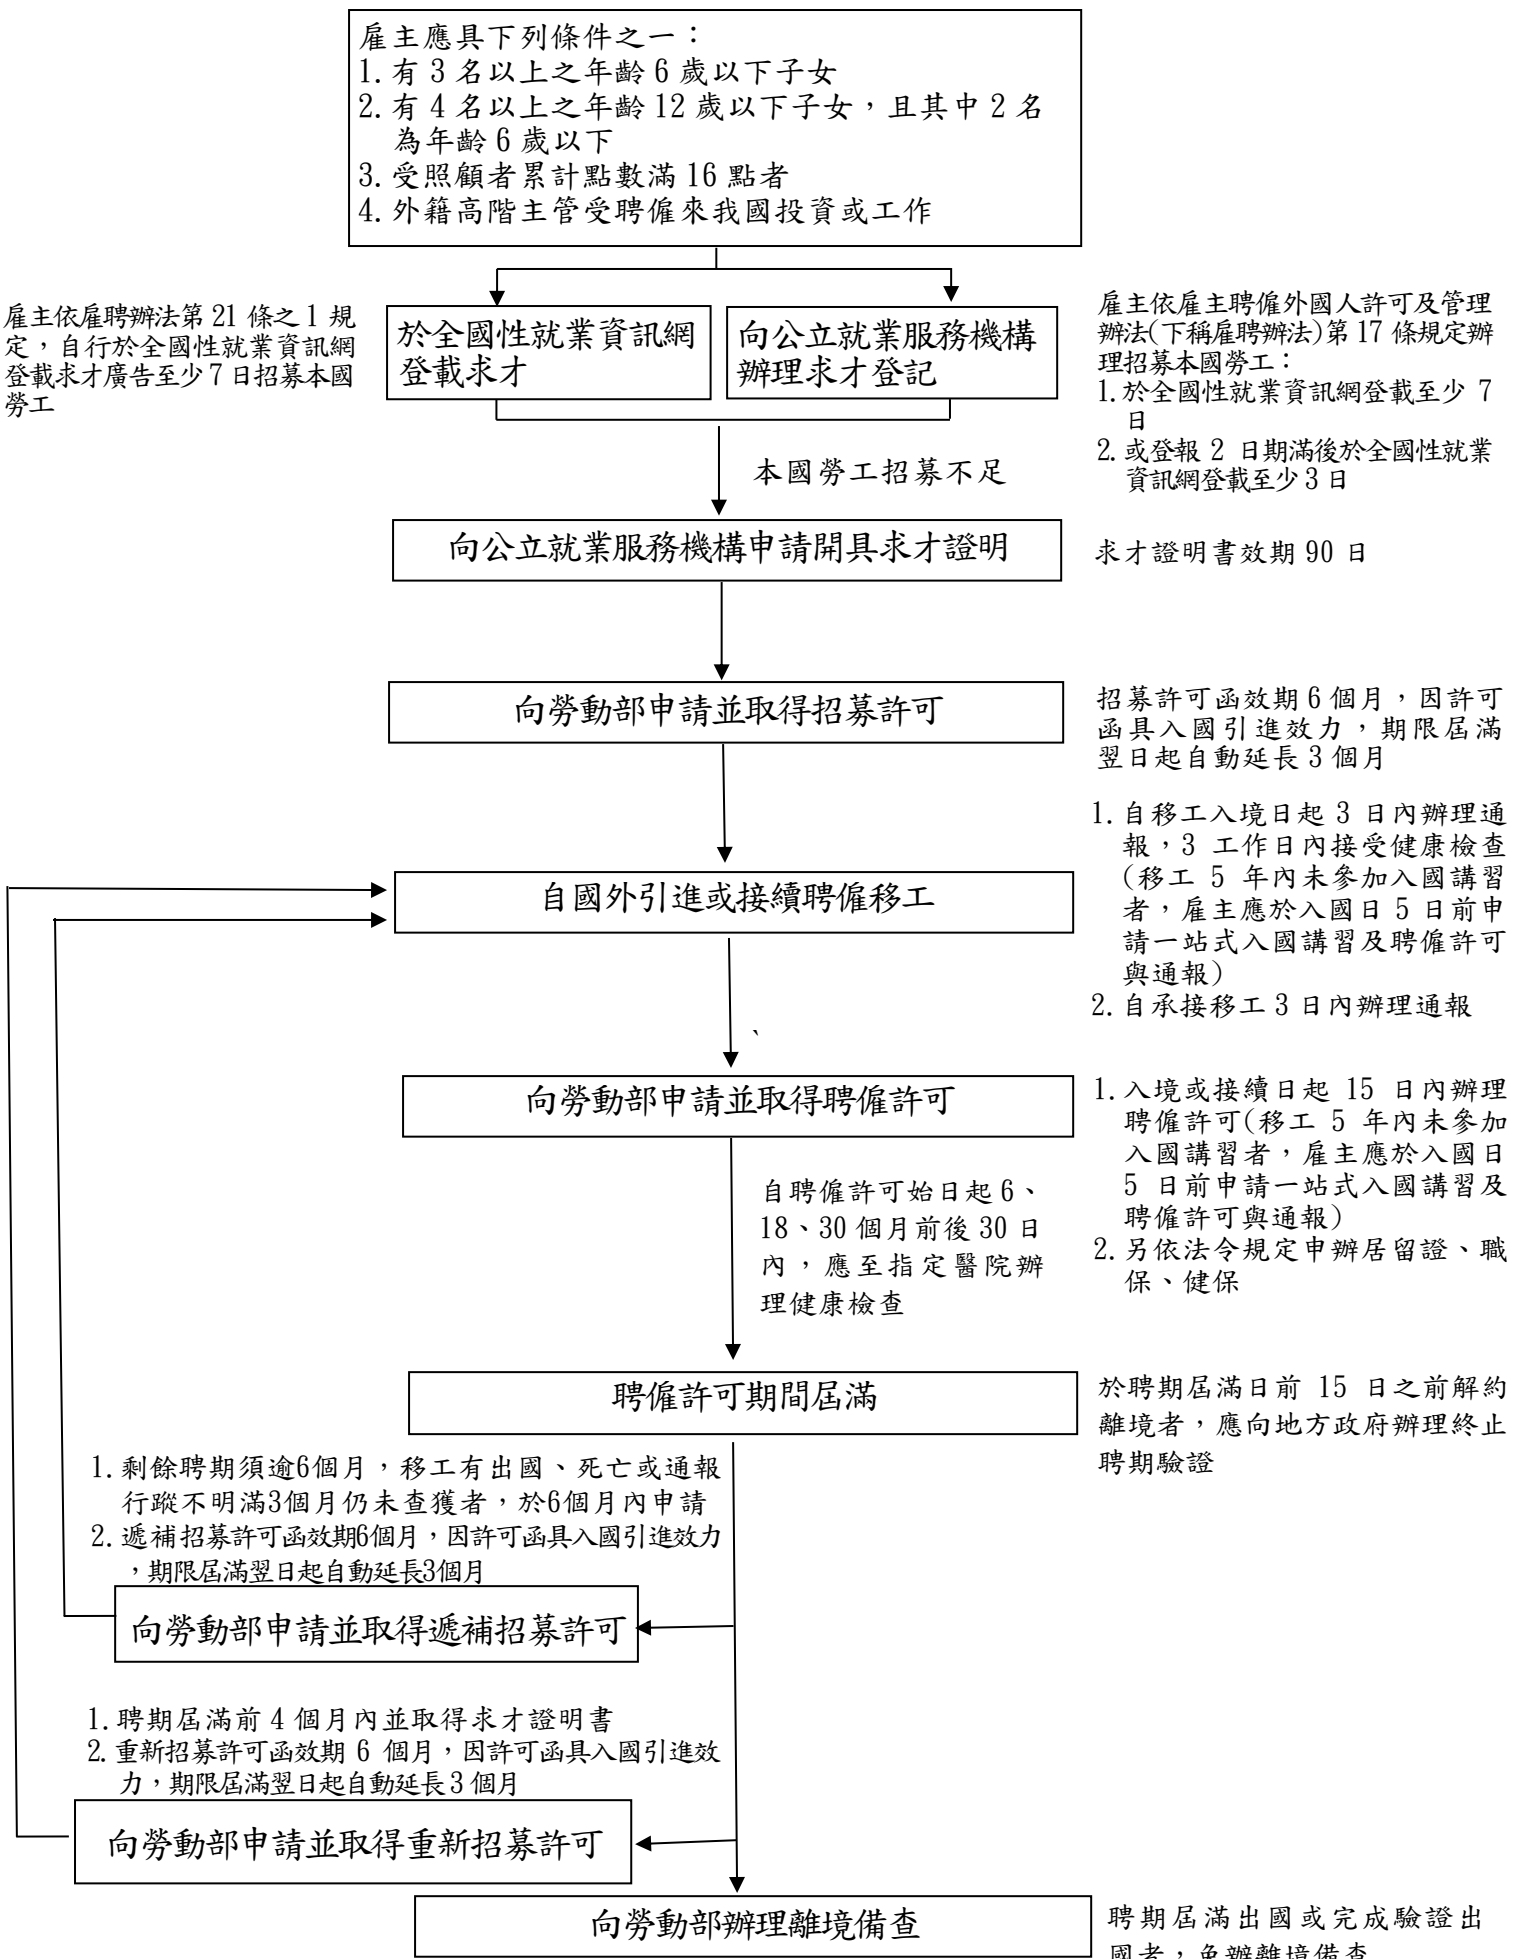 雇主應具下列條件之一：
1.有 3 名以上之年齡 6 歲以下子女
2.有 4 名以上之年齡 12 歲以下子女，且其中 2 名
為年齡 6 歲以下
3.受照顧者累計點數滿 16 點者
4.外籍高階主管受聘僱來我國投資或工作
雇主依雇聘辦法第 21 條之 1 規
定，自行於全國性就業資訊網
登載求才廣告至少 7 日招募本國
勞工
於全國性就業資訊網
登載求才
向公立就業服務機構
辦理求才登記
雇主依雇主聘僱外國人許可及管理
辦法(下稱雇聘辦法)第 17 條規定辦
理招募本國勞工：
1.於全國性就業資訊網登載至少 7
日
2.或登報 2 日期滿後於全國性就業
資訊網登載至少 3 日
本國勞工招募不足
向公立就業服務機構申請開具求才證明
求才證明書效期 90 日
向勞動部申請並取得招募許可
招募許可函效期 6 個月，因許可
函具入國引進效力，期限屆滿
翌日起自動延長 3 個月
自國外引進或接續聘僱移工
1.自移工入境日起 3 日內辦理通
報，3 工作日內接受健康檢查
(移工 5 年內未參加入國講習
者，雇主應於入國日 5 日前申
請一站式入國講習及聘僱許可
與通報)
2.自承接移工 3 日內辦理通報
、
向勞動部申請並取得聘僱許可
1.入境或接續日起 15 日內辦理
聘僱許可(移工 5 年內未參加
入國講習者，雇主應於入國日
5 日前申請一站式入國講習及
聘僱許可與通報)
2.另依法令規定申辦居留證、職
保、健保
自聘僱許可始日起 6、
18、30 個月前後 30 日
內，應至指定醫院辦
理健康檢查
聘僱許可期間屆滿
於聘期屆滿日前 15 日之前解約
離境者，應向地方政府辦理終止
聘期驗證
1.剩餘聘期須逾6個月，移工有出國、死亡或通報
行蹤不明滿3個月仍未查獲者，於6個月內申請
2.遞補招募許可函效期6個月，因許可函具入國引進效力
，期限屆滿翌日起自動延長3個月
向勞動部申請並取得遞補招募許可
1.聘期屆滿前 4 個月內並取得求才證明書
2.重新招募許可函效期 6 個月，因許可函具入國引進效
力，期限屆滿翌日起自動延長 3 個月
向勞動部申請並取得重新招募許可
向勞動部辦理離境備查
聘期屆滿出國或完成驗證出
國者，免辦離境備查